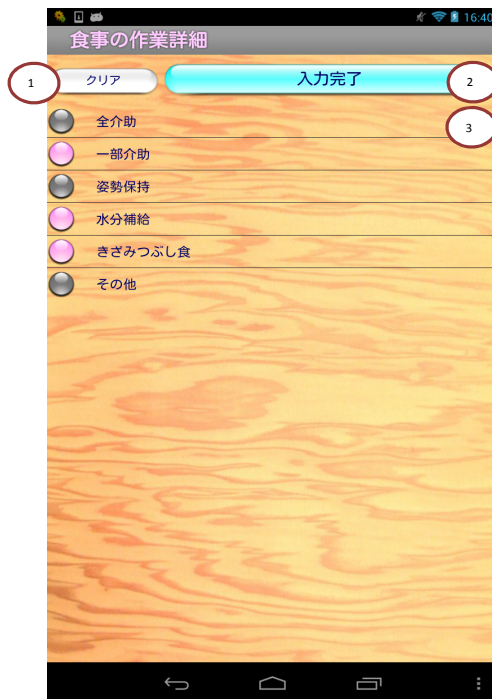 16:40
食事の作業詳細
1
クリア
入力完了
2
全介助
3
一部介助
姿勢保持
水分補給
きざみつぶし食
その他